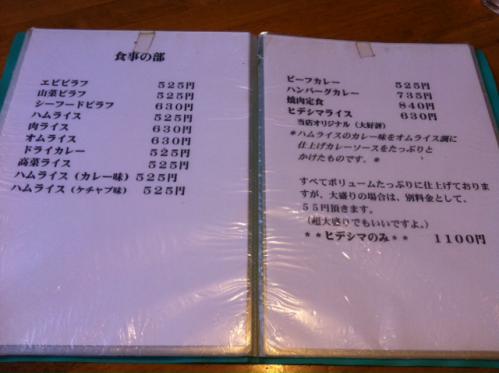 食事の部
エビピラフ 525円
山菜ピラフ 525円
シーフードピラフ 630円
ハムライス 525円
肉ライス 630円
オムライス 630円
ドライカレー 525円
高菜ライス 525円
ハムライス（カレー味） 525円
ハムライス（ケチャプ味） 525円
ビーフカレー 525円
ハンバーグカレー 735円
焼肉定食 840円
ヒデシマライス 630円
当店オリジナル（大好評）
*ハムライスのカレー味をオムライス調に
仕上げカレーソースをたっぷりと
かけたものです。*
すべてボリュームたっぷりに仕上げておりま
すが、大盛りの場合は、別料金として、
55円頂きます。
（超大盛りでもいいですよ。）
**ヒデシマのみ** 1100円